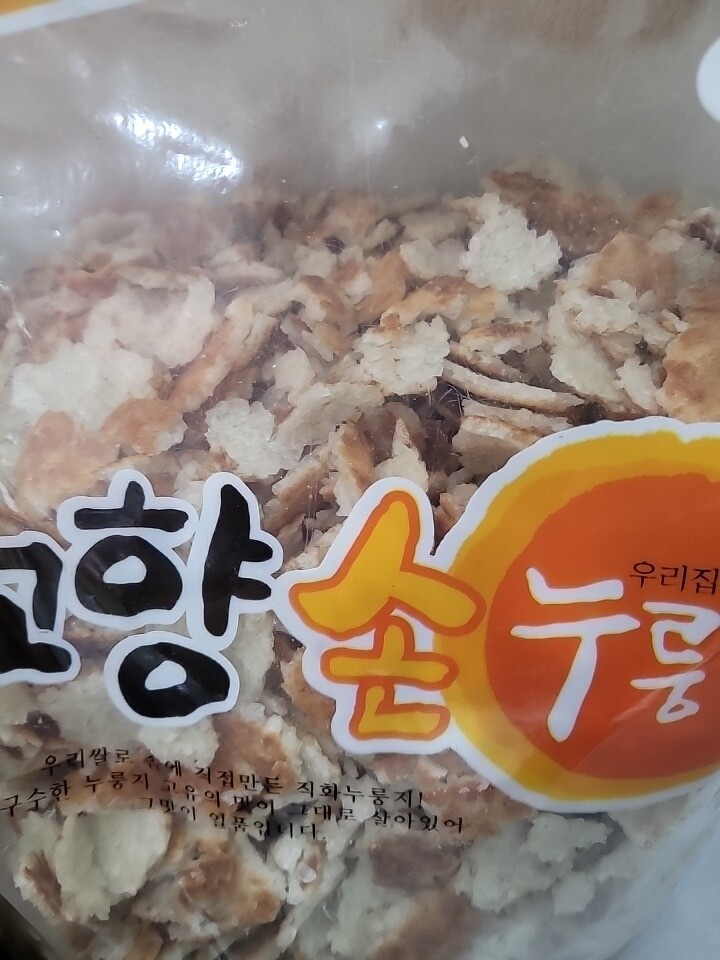 고향 손 누룽
우리집
우리쌀로 손에 직접만든 직화누룽지!
구수한 누룽지 고유의 맛이 그대로 살아있어
그맛이 일품입니다.